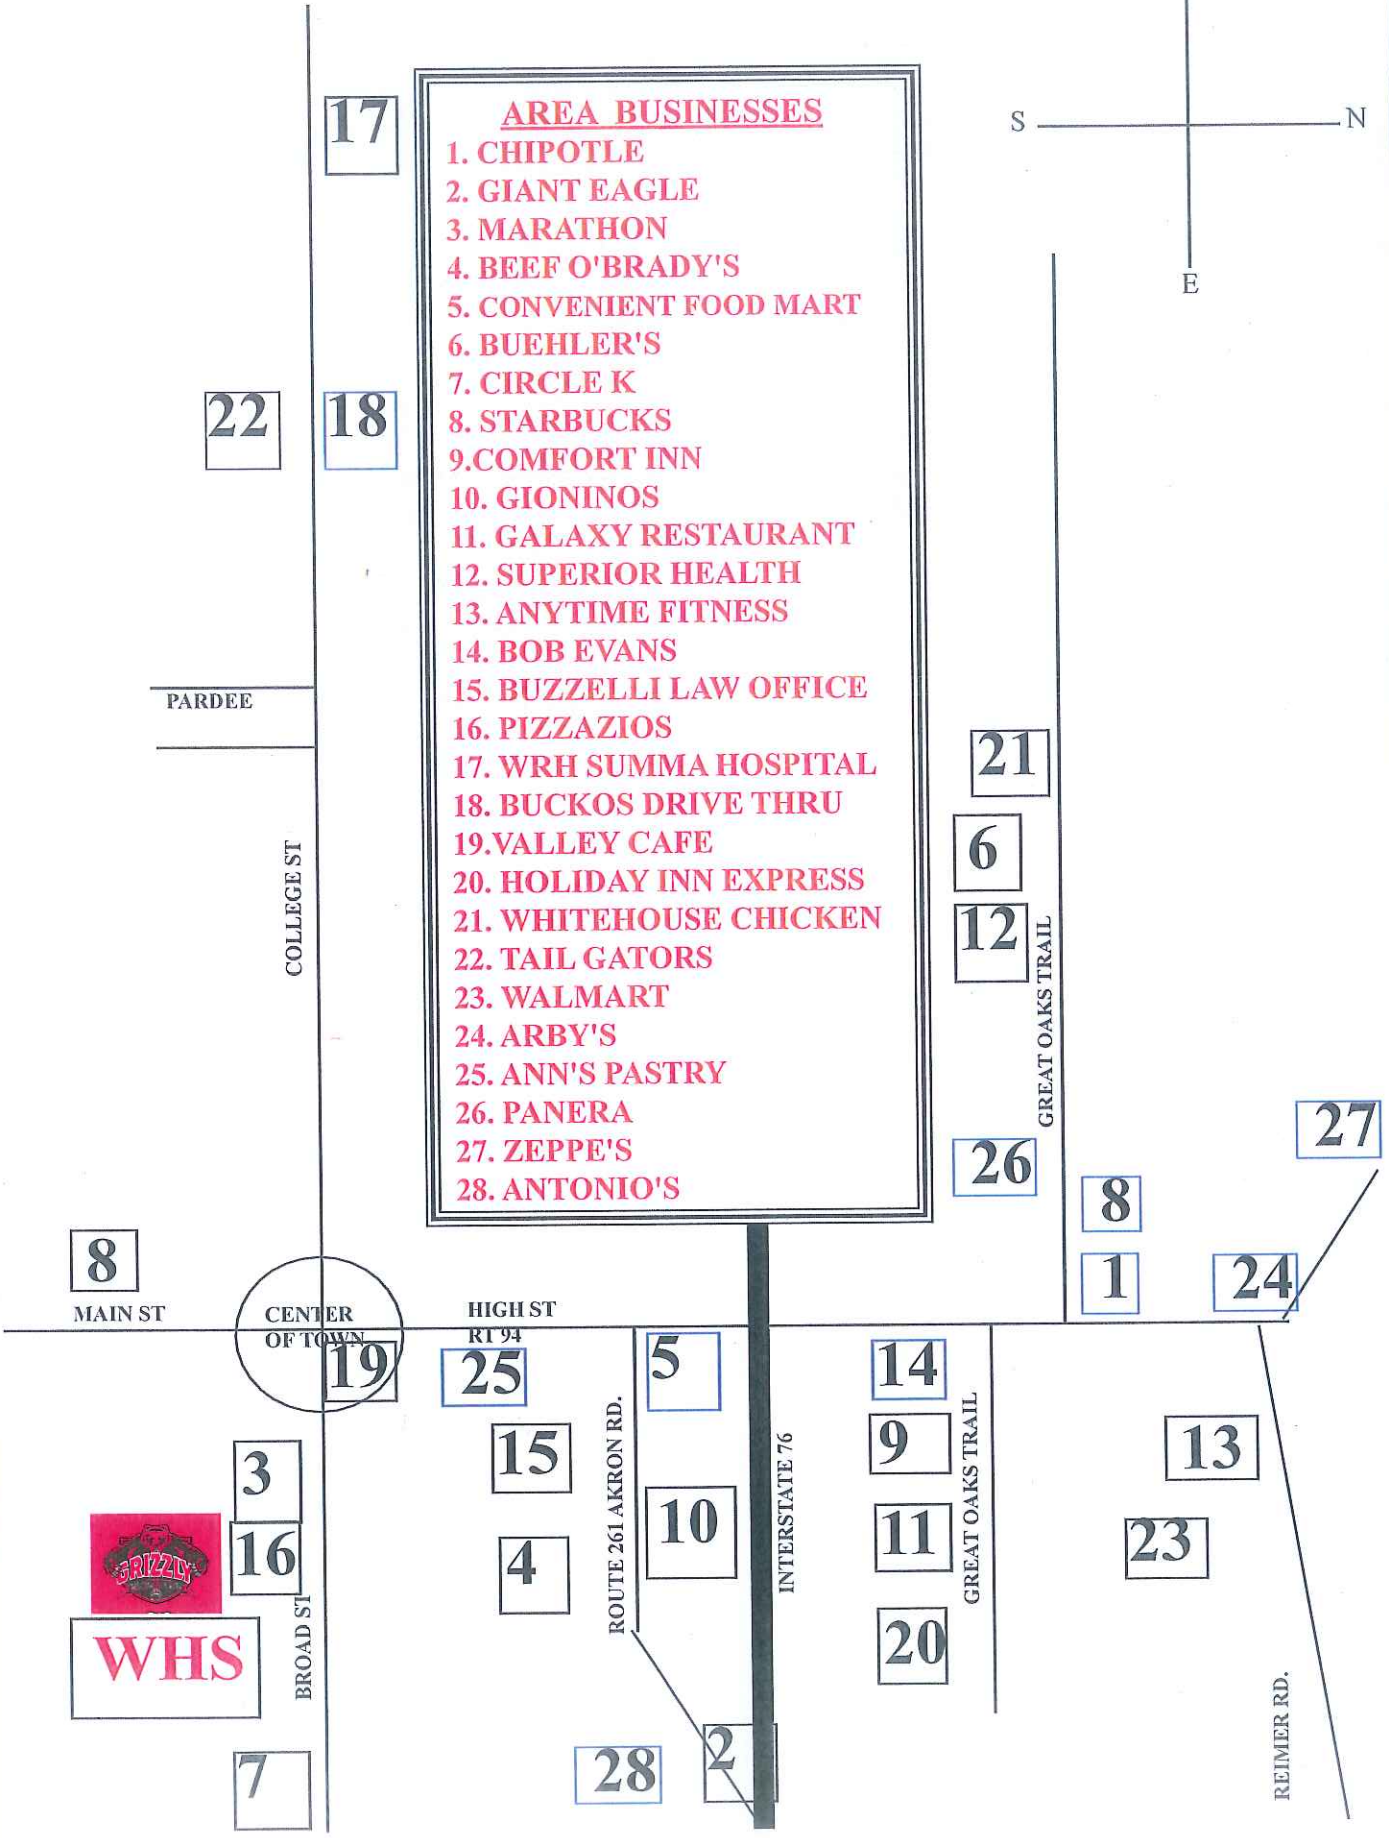 S
N
E
17
AREA BUSINESSES
1. CHIPOTLE
2. GIANT EAGLE
3. MARATHON
4. BEEF O'BRADY'S
5. CONVENIENT FOOD MART
6. BUEHLER'S
7. CIRCLE K
8. STARBUCKS
9.COMFORT INN
10. GIONINOS
11. GALAXY RESTAURANT
12. SUPERIOR HEALTH
13. ANYTIME FITNESS
14. BOB EVANS
15. BUZZELLI LAW OFFICE
16. PIZZAZIOS
17. WRH SUMMA HOSPITAL
18. BUCKOS DRIVE THRU
19.VALLEY CAFE
20. HOLIDAY INN EXPRESS
21. WHITEHOUSE CHICKEN
22. TAIL GATORS
23. WALMART
24. ARBY'S
25. ANN'S PASTRY
26. PANERA
27. ZEPPE'S
28. ANTONIO'S
22
18
PARDEE
COLLEGE ST
21
6
12
GREAT OAKS TRAIL
27
26
8
8
1
24
MAIN ST
CENTER
OF TOWN
HIGH ST
RT 94
19
25
5
14
3
15
9
13
16
10
11
23
4
20
GRIZZLY
WHS
BROAD ST
ROUTE 261 AKRON RD.
INTERSTATE 76
GREAT OAKS TRAIL
REIMER RD.
7
28
2